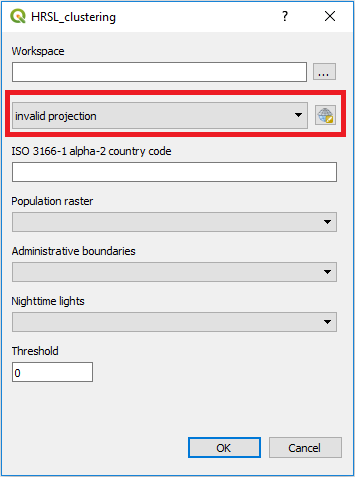 HRSL_clustering
Workspace
...
invalid projection
ISO 3166-1 alpha-2 country code
Population raster
Administrative boundaries
Nighttime lights
Threshold
0
OK Cancel